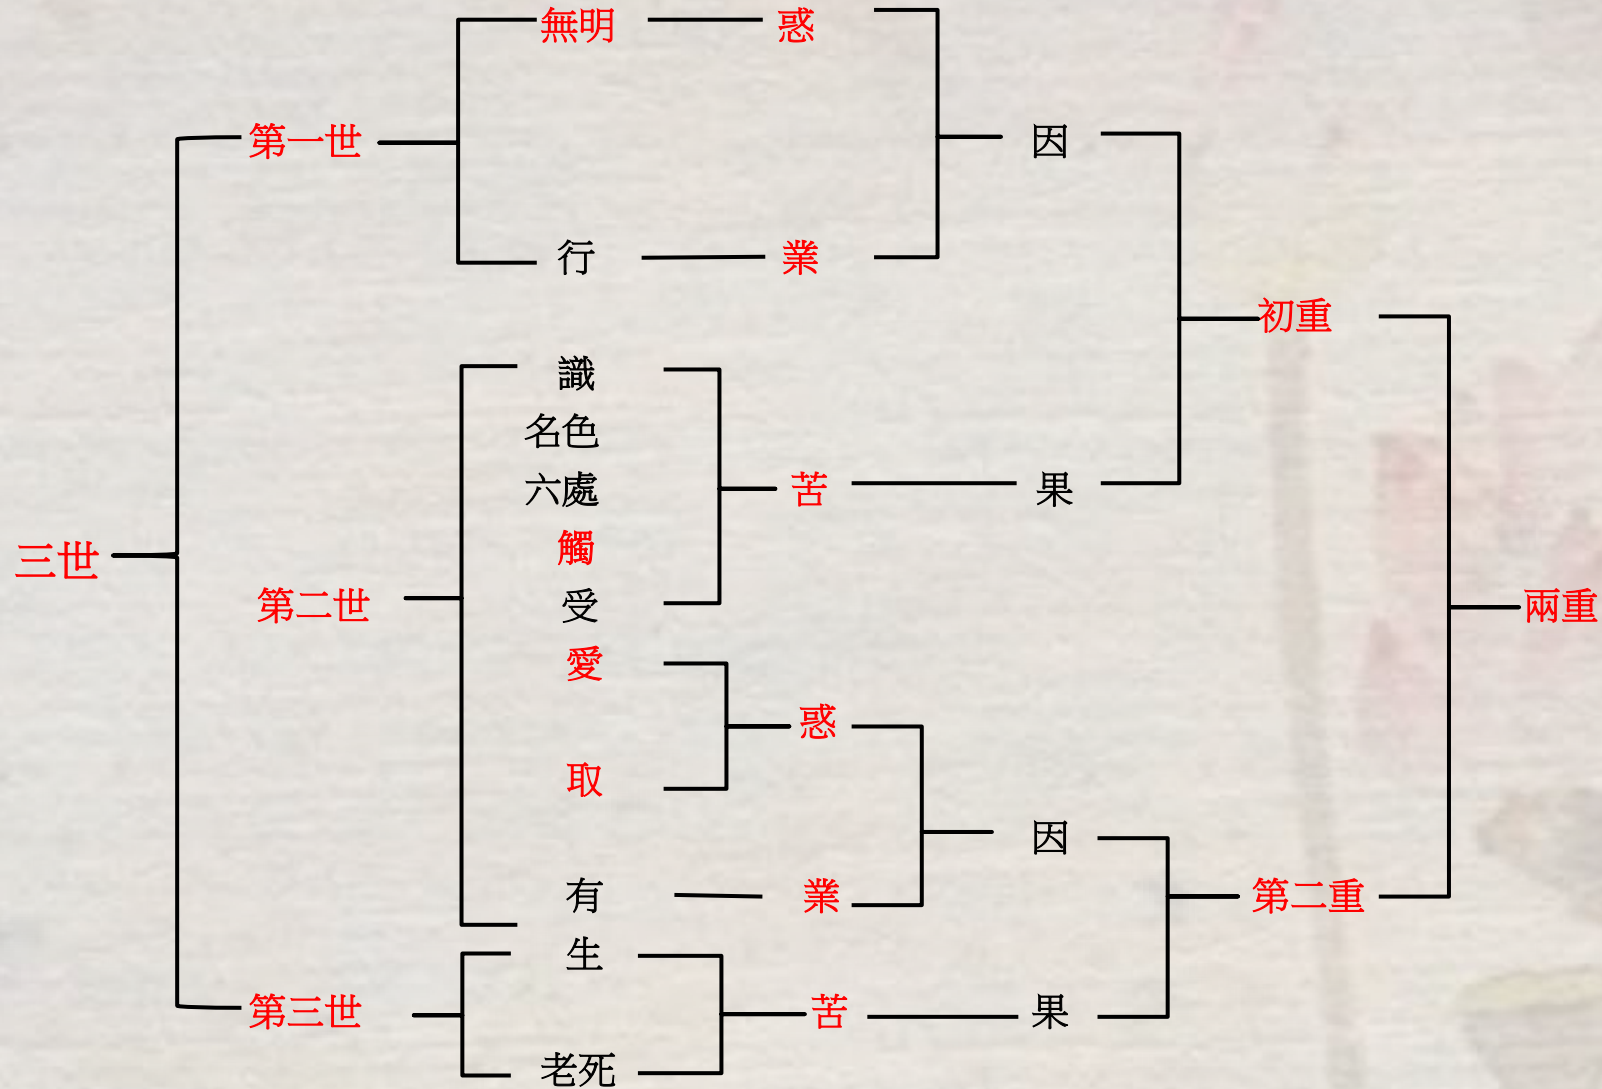 無明 惑
第一世 因
行 業
初重
識
名色
六處 苦 果
觸
三世
第二世 受 兩重
愛
惑
取
因
有 業 第二重
生
第三世 苦 果
老死